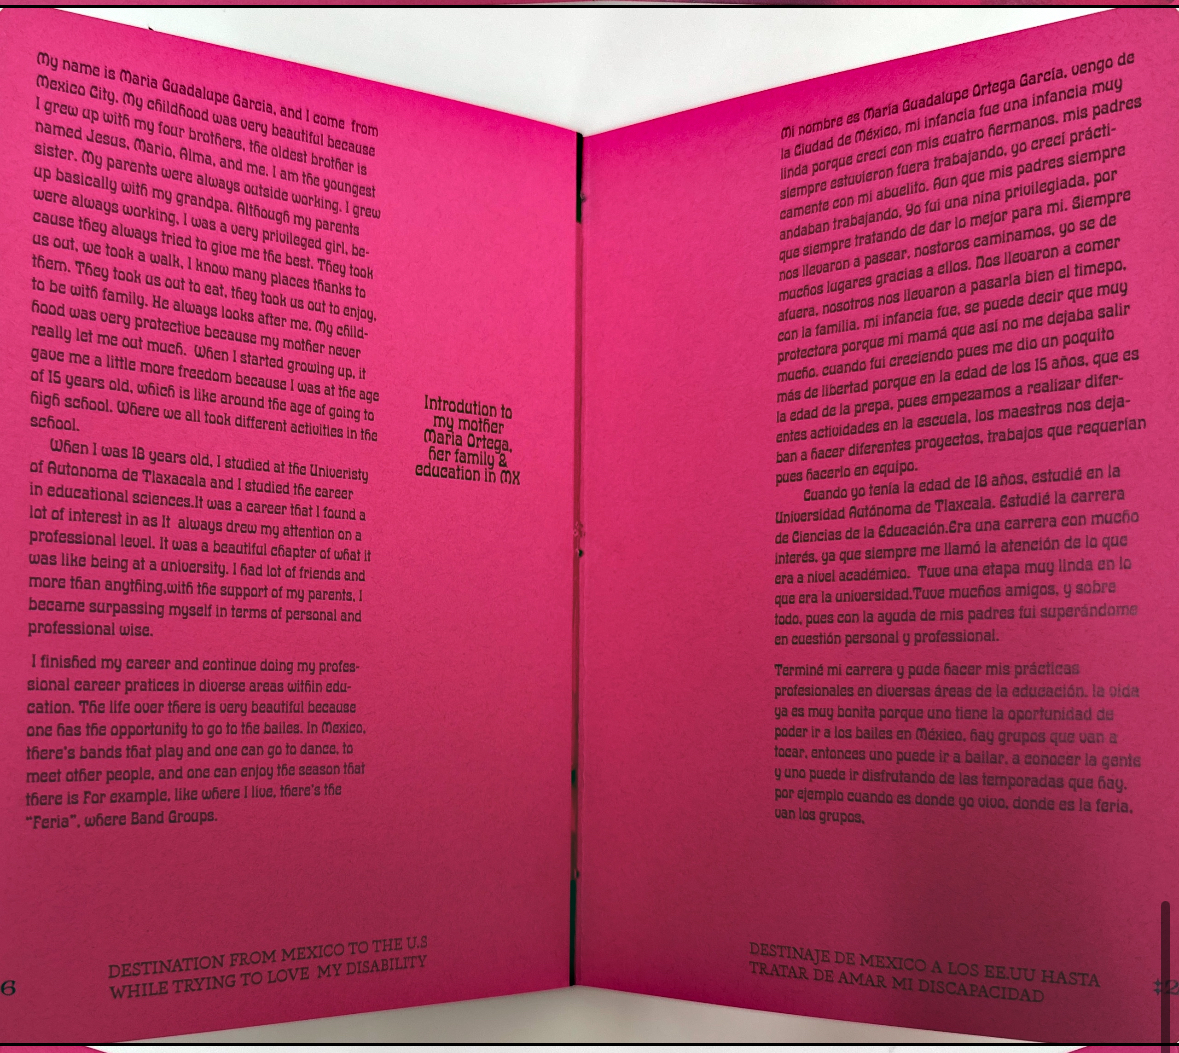 My name is Maria Guadalupe Garcia, and I come from
Mexico City. My childhood was very beautiful because
I grew up with my four brothers, the oldest brother is
named Jesus, Mario, Alma, and me. I am the youngest
sister. My parents were always outside working. I grew
up basically with my grandpa. Although my parents
were always working, I was a very privileged girl, be-
cause they always tried to give me the best. They took
us out, we took a walk, I know many places thanks to
them. They took us out to eat, they took us out to enjoy,
to be with family. He always looks after me. My child-
hood was very protective because my mother never
really let me out much. When I started growing up, it
gave me a little more freedom because I was at the age
of 15 years old, which is like around the age of going to
high school. Where we all took different activities in the
school.
When I was 18 years old, I studied at the Univeristy
of Autonoma de Tlaxacala and I studied the career
in educational sciences.It was a career that I found a
lot of interest in as It always drew my attention on a
professional level. It was a beautiful chapter of what it
was like being at a university. I had lot of friends and
more than anything,with the support of my parents, I
became surpassing myself in terms of personal and
professional wise.
I finished my career and continue doing my profes-
sional career pratices in diverse areas within edu-
cation. The life over there is very beautiful because
one has the opportunity to go to the bailes. In Mexico,
there's bands that play and one can go to dance, to
meet other people, and one can enjoy the season that
there is For example, like where I live, there's the
"Feria", where Band Groups.
Introdution to
my mother
Maria Ortega,
her family &
education in MX
DESTINATION FROM MEXICO TO THE U.S
WHILE TRYING TO LOVE MY DISABILITY
6
Mi nombre es María Guadalupe Ortega García, vengo de
la Ciudad de México, mi infancia fue una infancia muy
linda porque crecí con mis cuatro hermanos, mis padres
siempre estuvieron fuera trabajando, yo crecí prácti-
camente con mi abuelito. Aun que mis padres siempre
andaban trabajando, Yo fui una nina privilegiada, por
que siempre tratando de dar lo mejor para mi. Siempre
nos llevaron a pasear, nostoros caminamos, yo se de
muchos lugares gracias a ellos. Nos llevaron a comer
afuera, nosotros nos llevaron a pasarla bien el timepo,
con la familia, mi infancia fue, se puede decir que muy
protectora porque mi mamá que así no me dejaba salir
mucho, cuando fui creciendo pues me dio un poquito
más de libertad porque en la edad de los 15 años, que es
la edad de la prepa, pues empezamos a realizar difer-
entes actividades en la escuela, los maestros nos deja-
ban a hacer diferentes proyectos, trabajos que requerían
pues hacerlo en equipo.
Cuando yo tenía la edad de 18 años, estudié en la
Universidad Autónoma de Tlaxcala. Estudié la carrera
de Ciencias de la Educación.Era una carrera con mucho
interés, ya que siempre me llamó la atención de lo que
era a nivel académico. Tuve una etapa muy linda en lo
que era la universidad.Tuve muchos amigos, y sobre
todo, pues con la ayuda de mis padres fui superándome
en cuestión personal y professional.
Terminé mi carrera y pude hacer mis prácticas
profesionales en diversas áreas de la educación, la vida
ya es muy bonita porque uno tiene la oportunidad de
poder ir a los bailes en México, hay grupos que van a
tocar, entonces uno puede ir a bailar, a conocer la gente
y uno puede ir disfrutando de las temporadas que hay,
por ejemplo cuando es donde yo vivo, donde es la feria,
van los grupos,
DESTINAJE DE MEXICO A LOS EE.UU HASTA
TRATAR DE AMAR MI DISCAPACIDAD